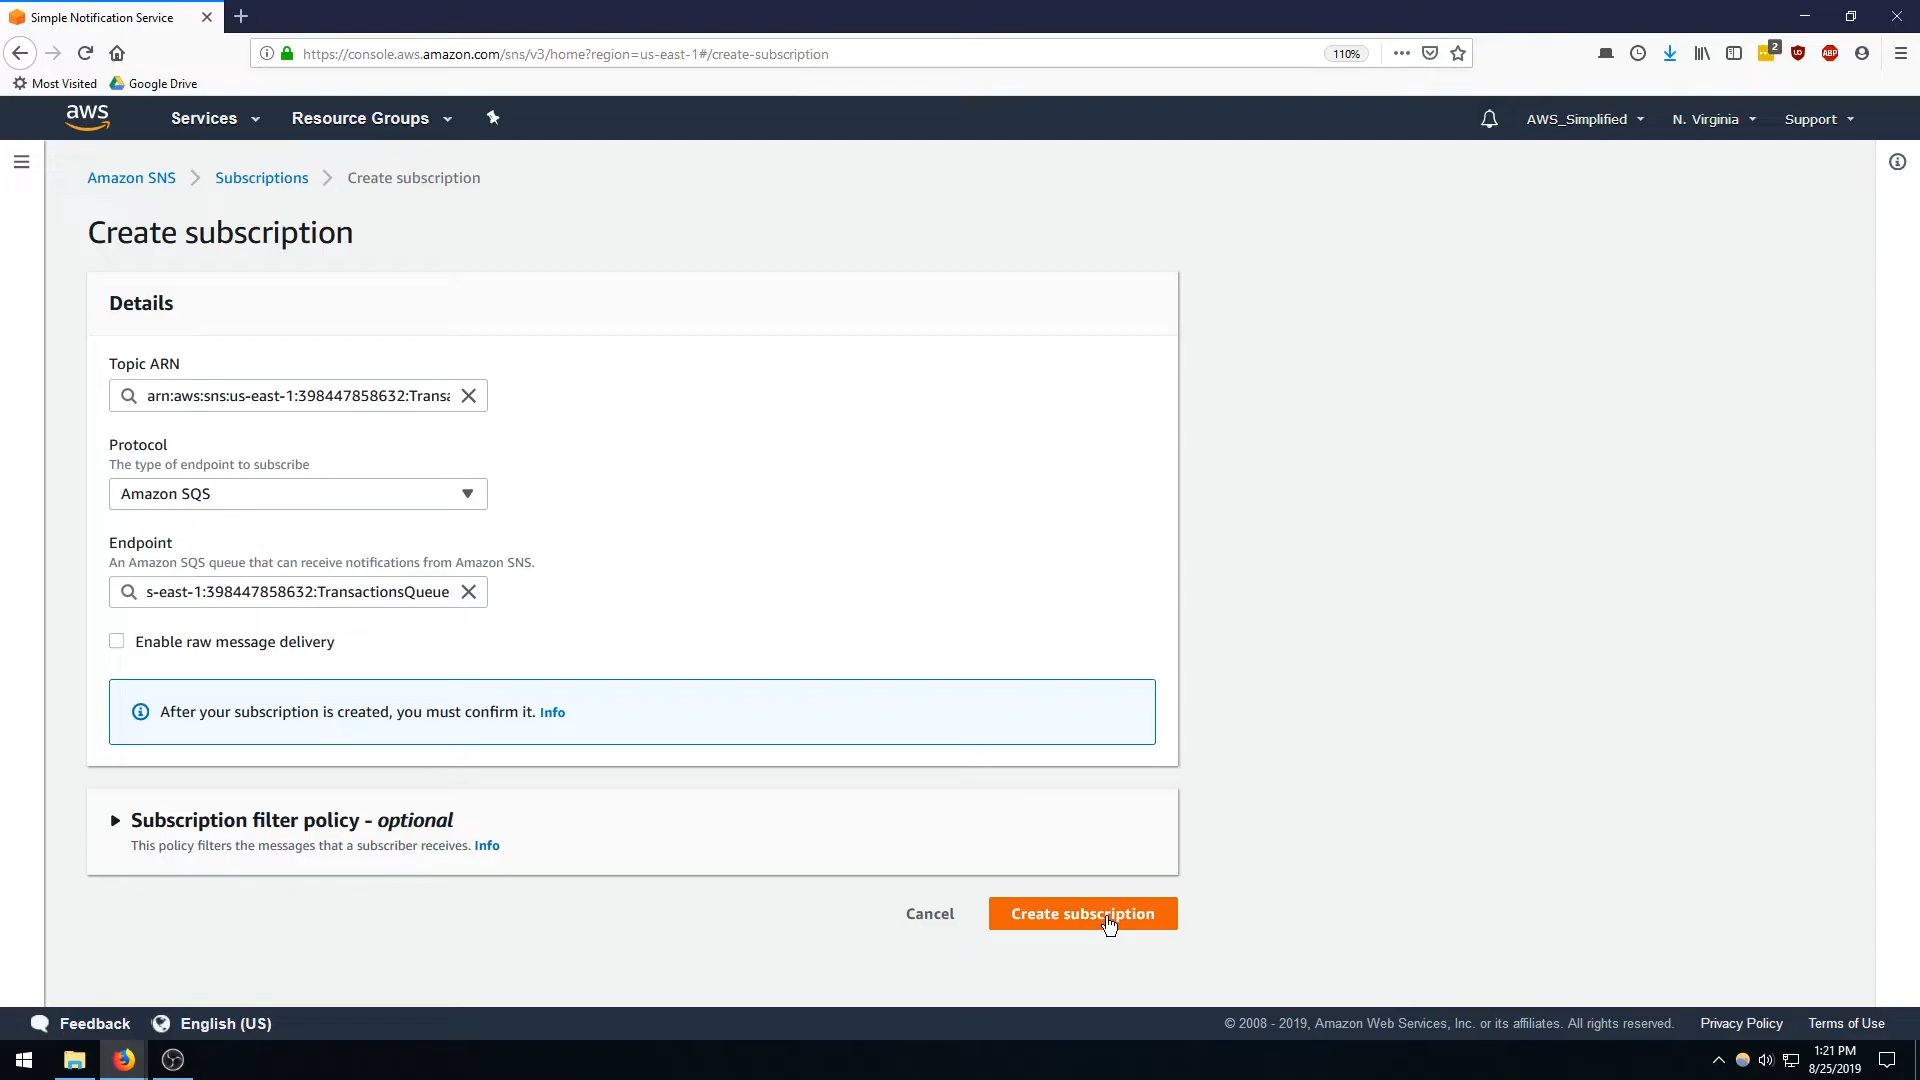 Simple Notification Service
https://console.aws.amazon.com/sns/v3/home?region=us-east-1#/create-subscription
110%
2
ABP
Most Visited
Google Drive
aws
Services
Resource Groups
AWS_Simplified
N. Virginia
Support
Amazon SNS
Subscriptions
Create subscription
Create subscription
Details
Topic ARN
arn:aws:sns:us-east-1:398447858632:Transa
Protocol
The type of endpoint to subscribe
Amazon SQS
Endpoint
An Amazon SQS queue that can receive notifications from Amazon SNS.
s-east-1:398447858632:TransactionsQueue
Enable raw message delivery
After your subscription is created, you must confirm it. Info
Subscription filter policy - optional
This policy filters the messages that a subscriber receives. Info
Cancel
Create subscription
Feedback
English (US)
© 2008 - 2019, Amazon Web Services, Inc. or its affiliates. All rights reserved.
Privacy Policy
Terms of Use
1:21 PM
8/25/2019